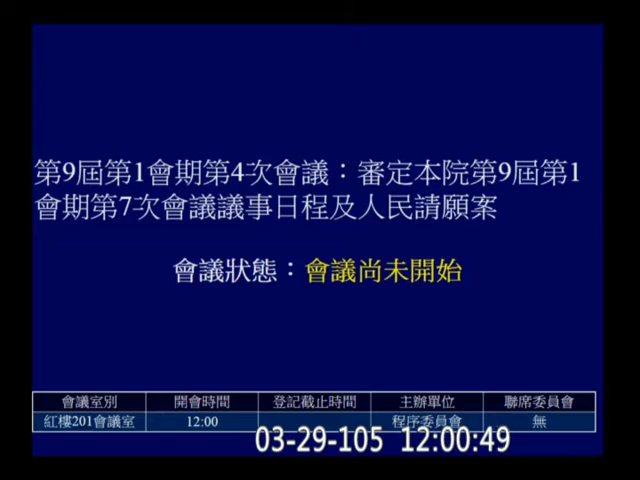 第9屆第1會期第4次會議：審定本院第9屆第1
會期第7次會議議事日程及人民請願案
會議狀態：會議尚未開始
會議室別 開會時間 登記截止時間 主辦單位 聯席委員會
紅樓201會議室 12:00 程序委員會 無
03-29-105 12:00:49